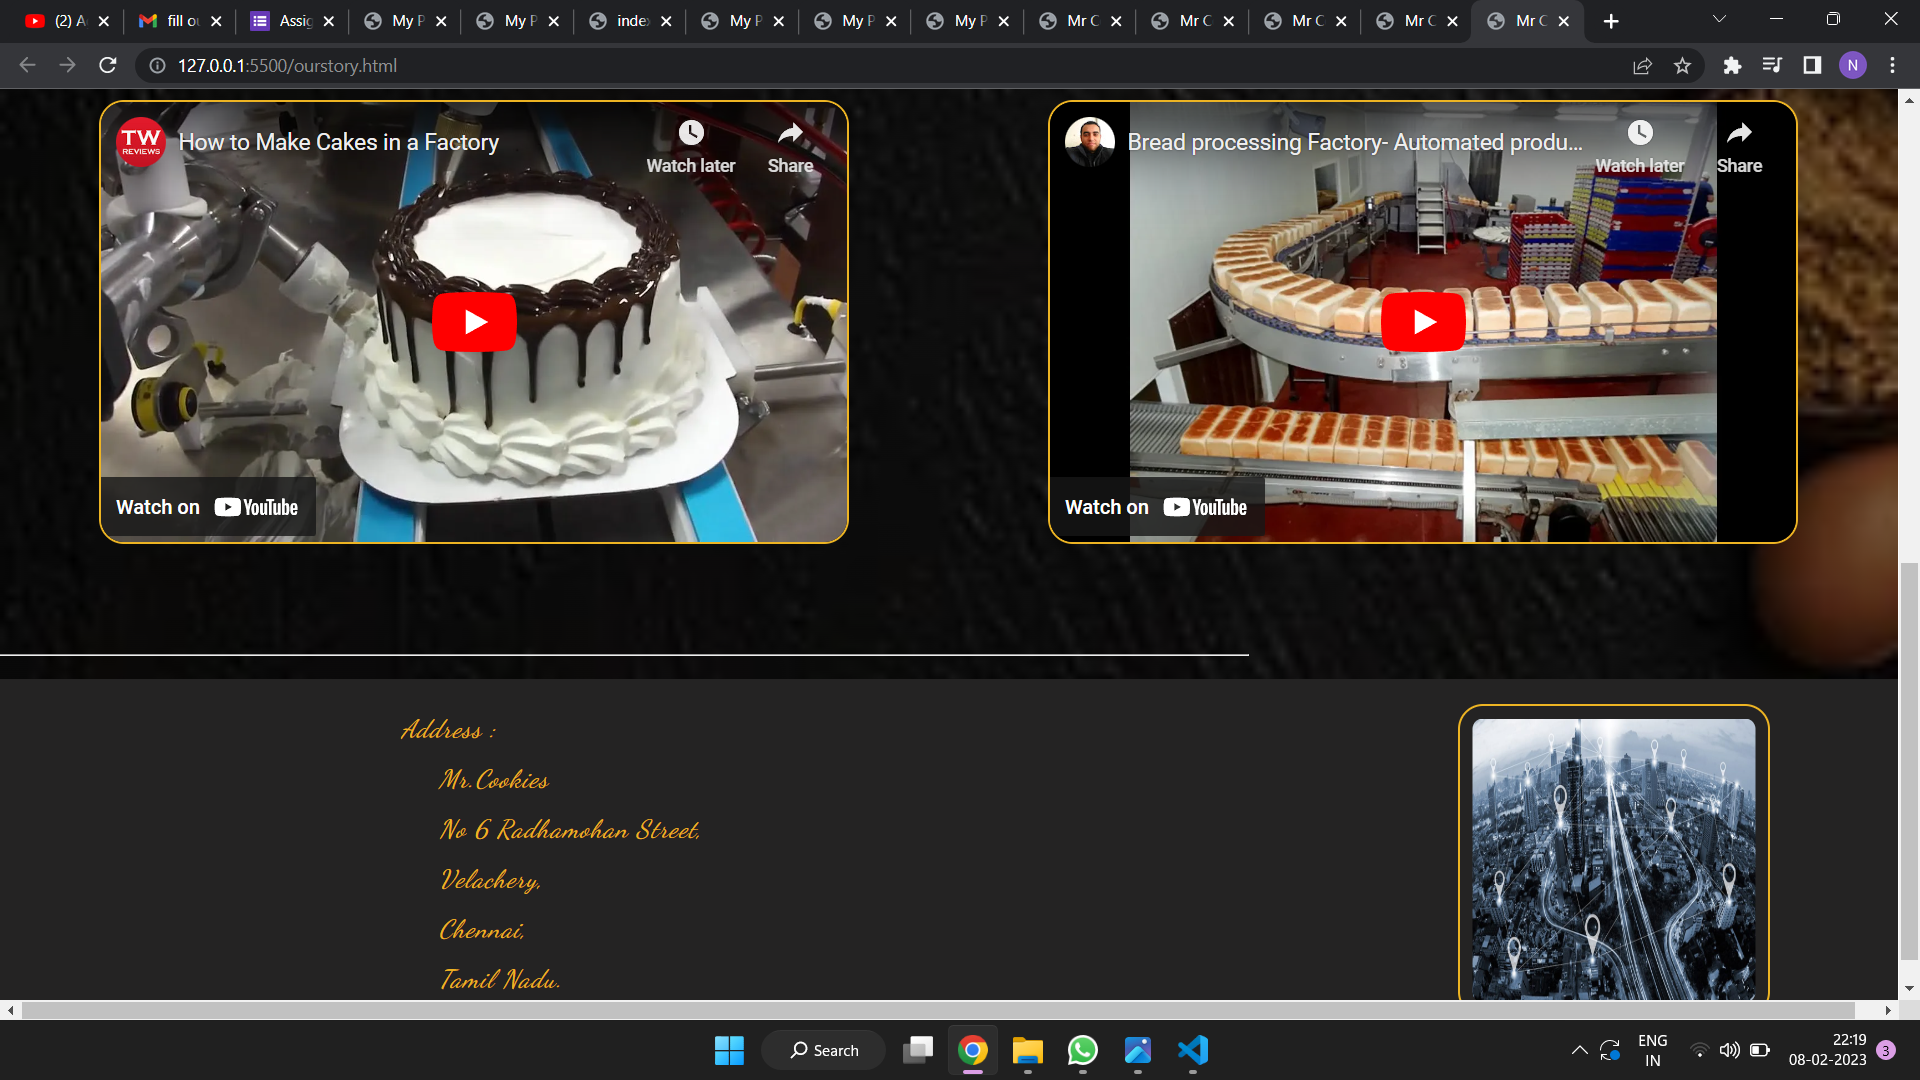 (2) A
fill ou
Assig
My P
My P
index
My P
My P
My P
Mr C
Mr C
Mr C
Mr C
Mr C
127.0.0.1:5500/ourstory.html
N
TW
REVIEWS
How to Make Cakes in a Factory
Watch later
Share
Watch on YouTube
Bread processing Factory- Automated produ...
Watch later
Share
Watch on YouTube
Address :
Mr.Cookies
No 6 Radhamohan Street,
Velachery,
Chennai,
Tamil Nadu.
Search
ENG
IN
22:19
08-02-2023
3